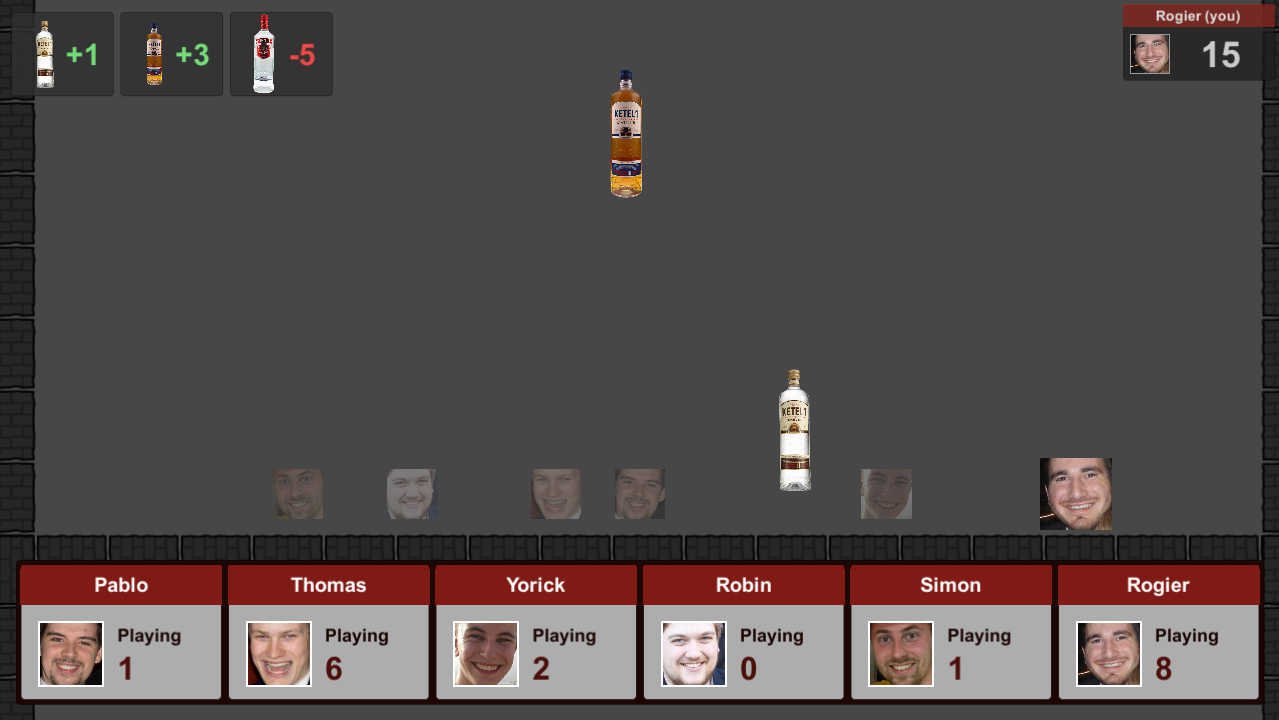 +1
+3
-5
Rogier (you)
15
KETEL 1
KETEL 1
Pablo
Thomas
Yorick
Robin
Simon
Rogier
Playing
1
Playing
6
Playing
2
Playing
0
Playing
1
Playing
8